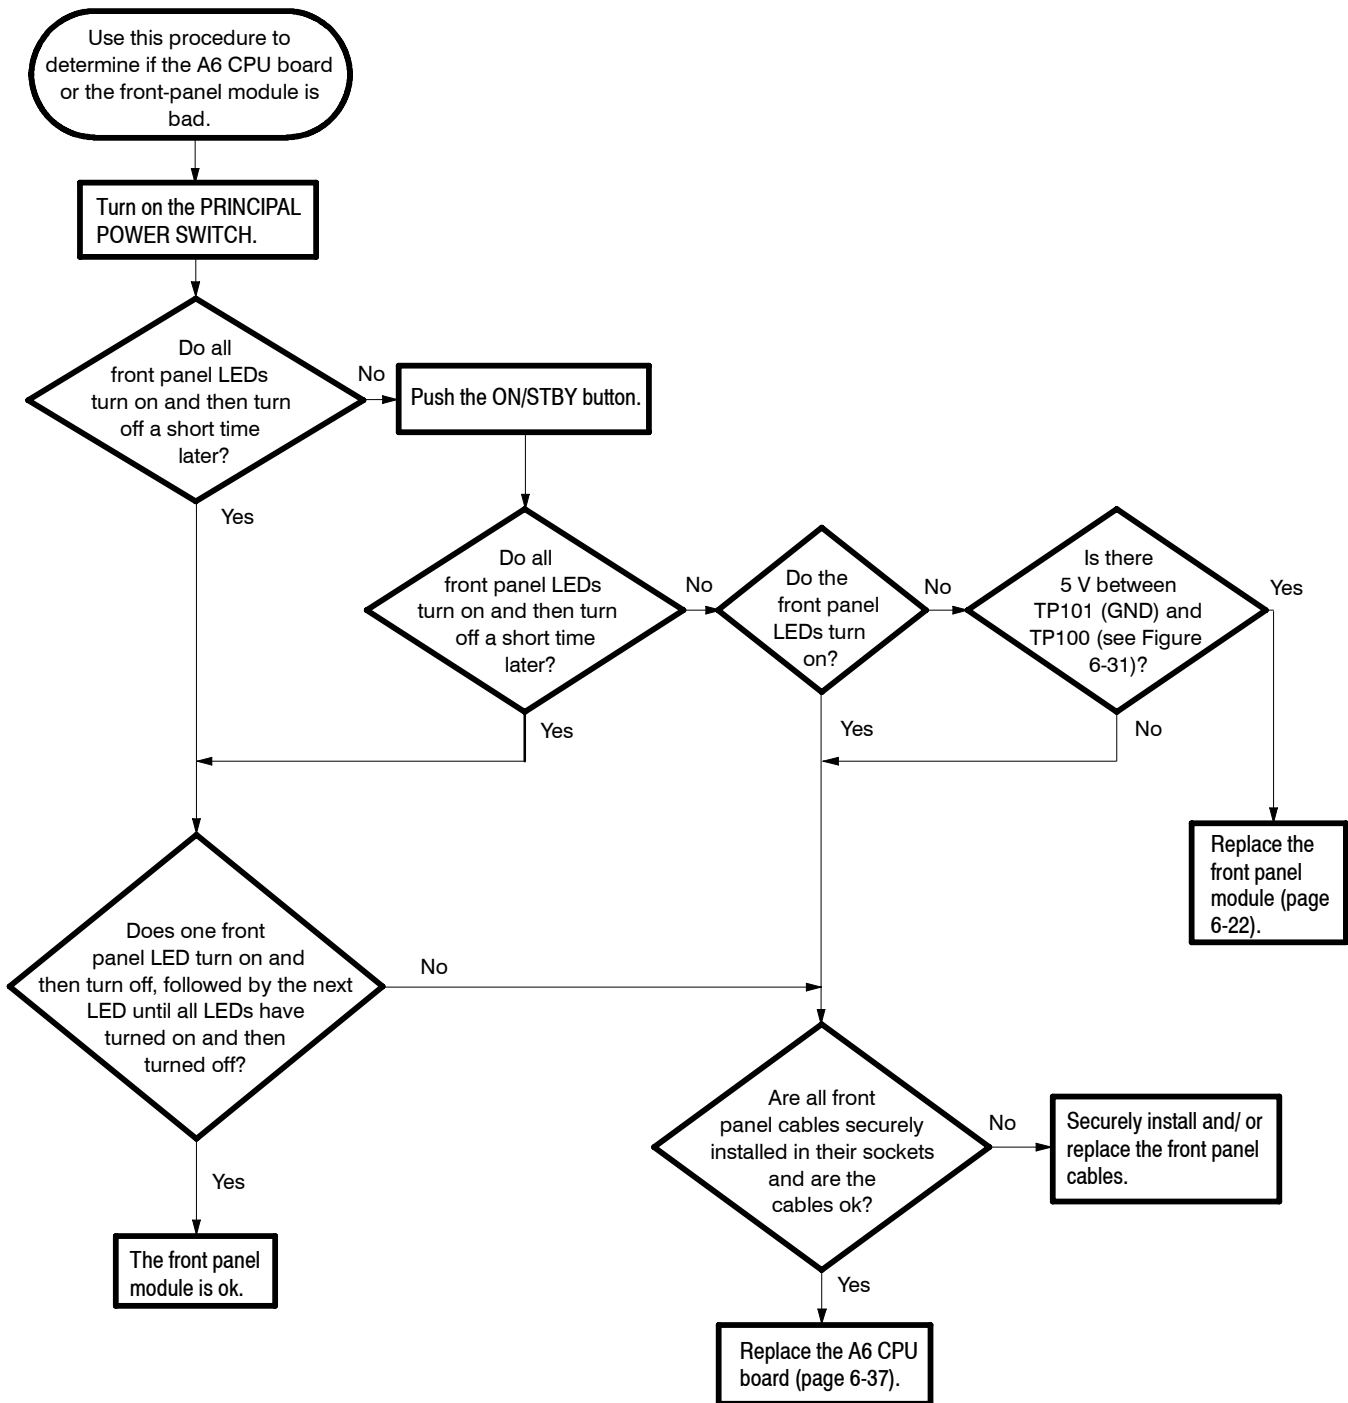 Use this procedure to
determine if the A6 CPU board
or the front-panel module is
bad.
Turn on the PRINCIPAL
POWER SWITCH.
Do all
front panel LEDs
turn on and then turn
off a short time
later?
No
Push the ON/STBY button.
Yes
Do all
front panel LEDs
turn on and then turn
off a short time
later?
No
Do the
front panel
LEDs turn
on?
No
Is there
5 V between
TP101 (GND) and
TP100 (see Figure
6-31)?
Yes
Yes
Yes
No
Replace the
front panel
module (page
6-22).
Does one front
panel LED turn on and
then turn off, followed by the next
LED until all LEDs have
turned on and then
turned off?
No
Are all front
panel cables securely
installed in their sockets
and are the
cables ok?
No
Securely install and/ or
replace the front panel
cables.
Yes
The front panel
module is ok.
Yes
Replace the A6 CPU
board (page 6-37).